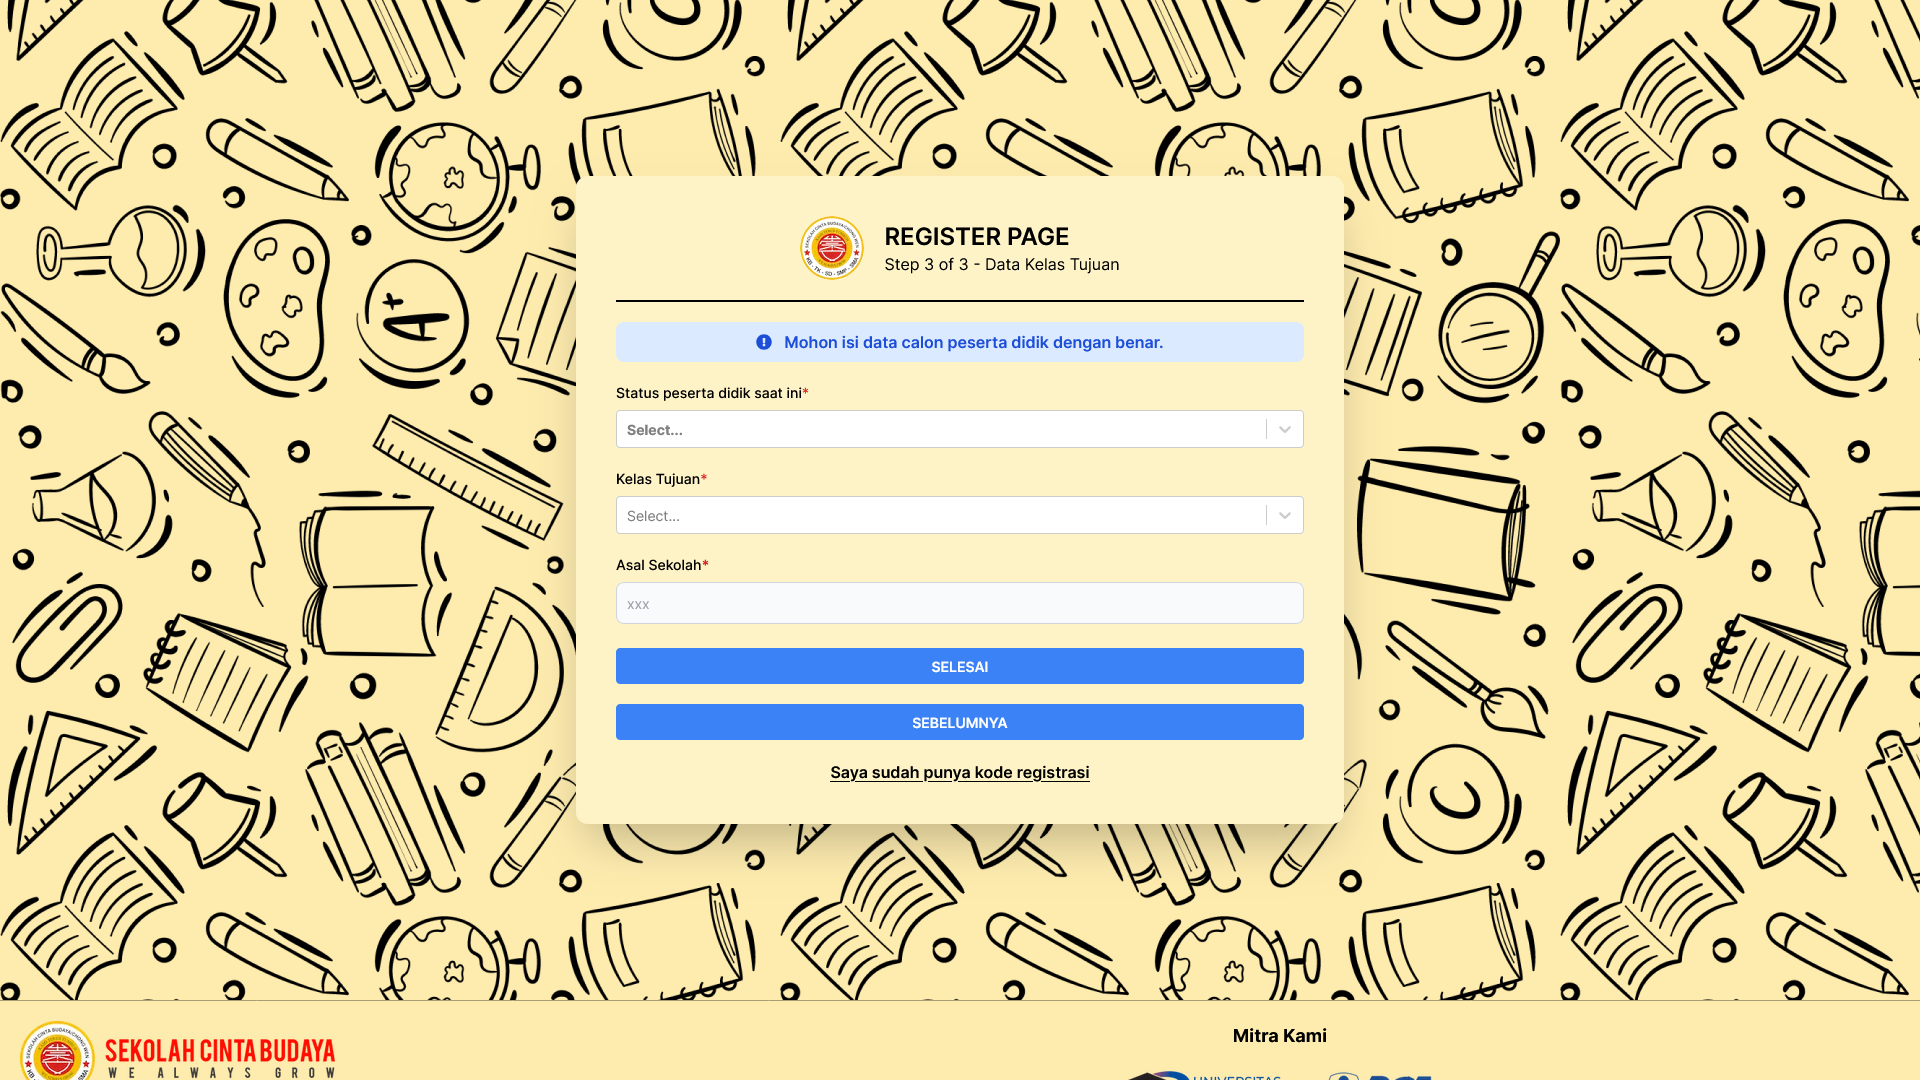 REGISTER PAGE
Step 3 of 3 - Data Kelas Tujuan
Mohon isi data calon peserta didik dengan benar.
Status peserta didik saat ini*
Select...
Kelas Tujuan*
Select...
Asal Sekolah*
xxx
SELESAI
SEBELUMNYA
Saya sudah punya kode registrasi
SEKOLAH CINTA BUDAYA
WE ALWAYS GROW
Mitra Kami
UNIVERSITAS